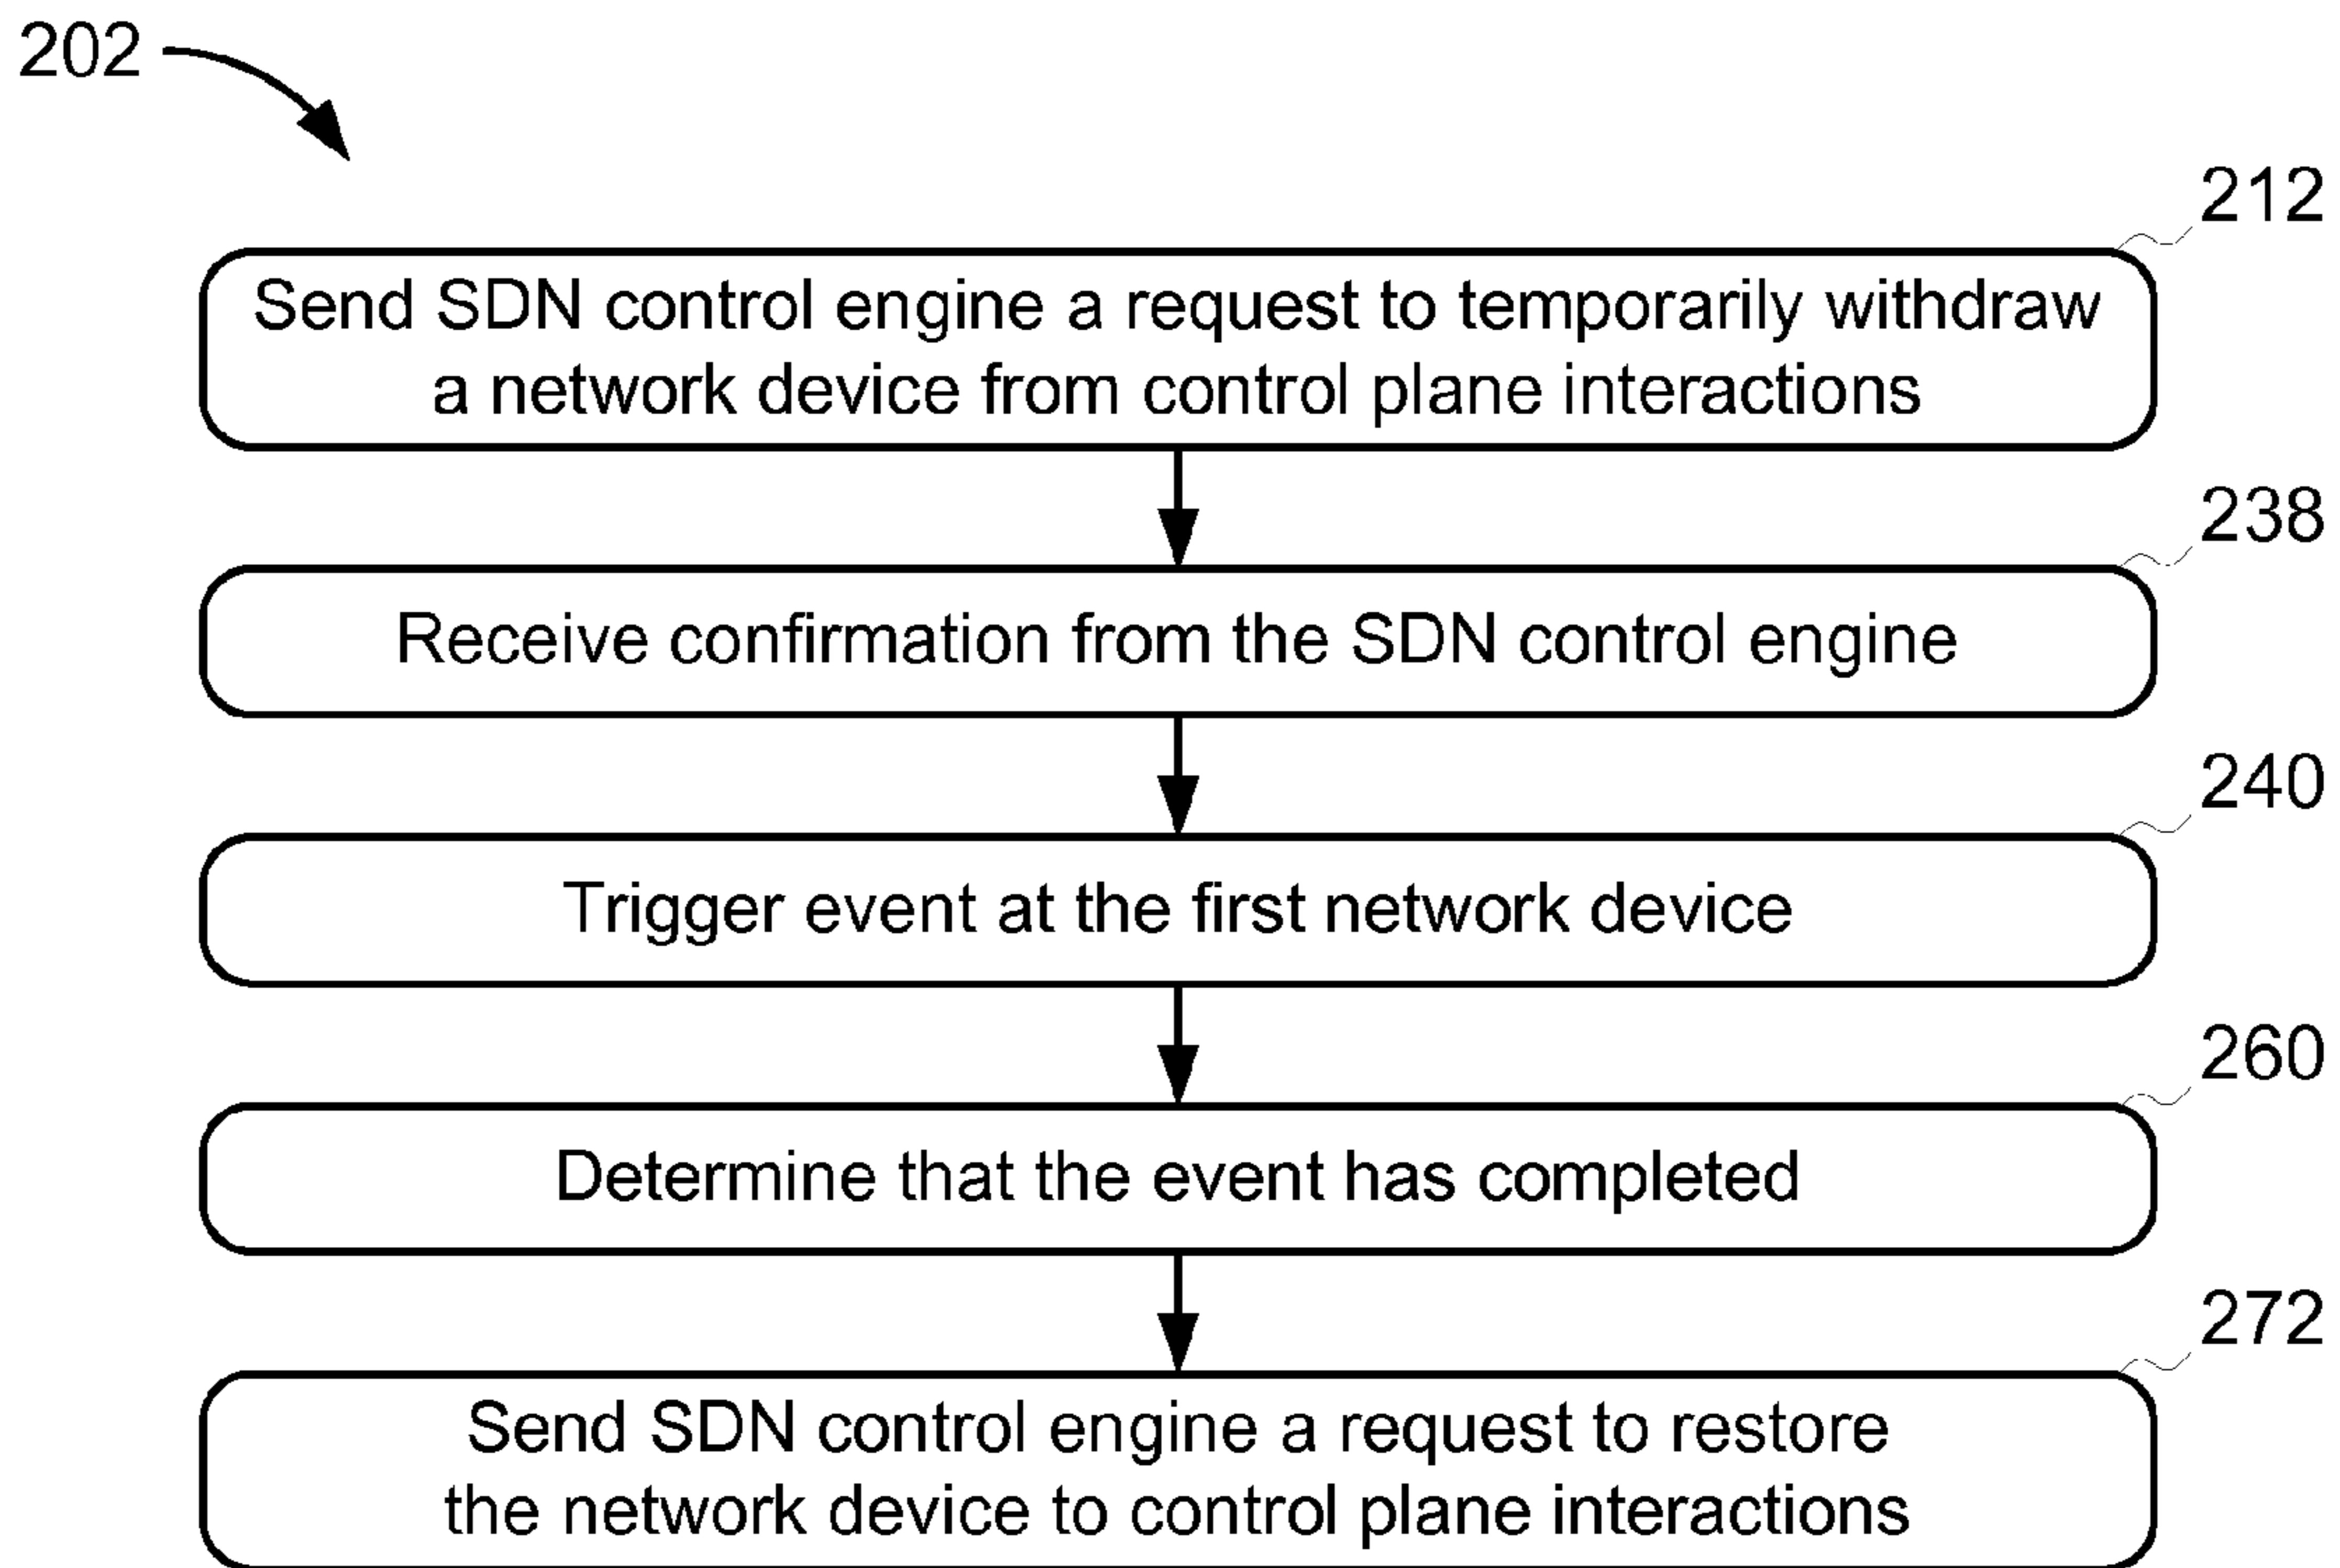 202
212
Send SDN control engine a request to temporarily withdraw
a network device from control plane interactions
238
Receive confirmation from the SDN control engine
240
Trigger event at the first network device
260
Determine that the event has completed
272
Send SDN control engine a request to restore
the network device to control plane interactions